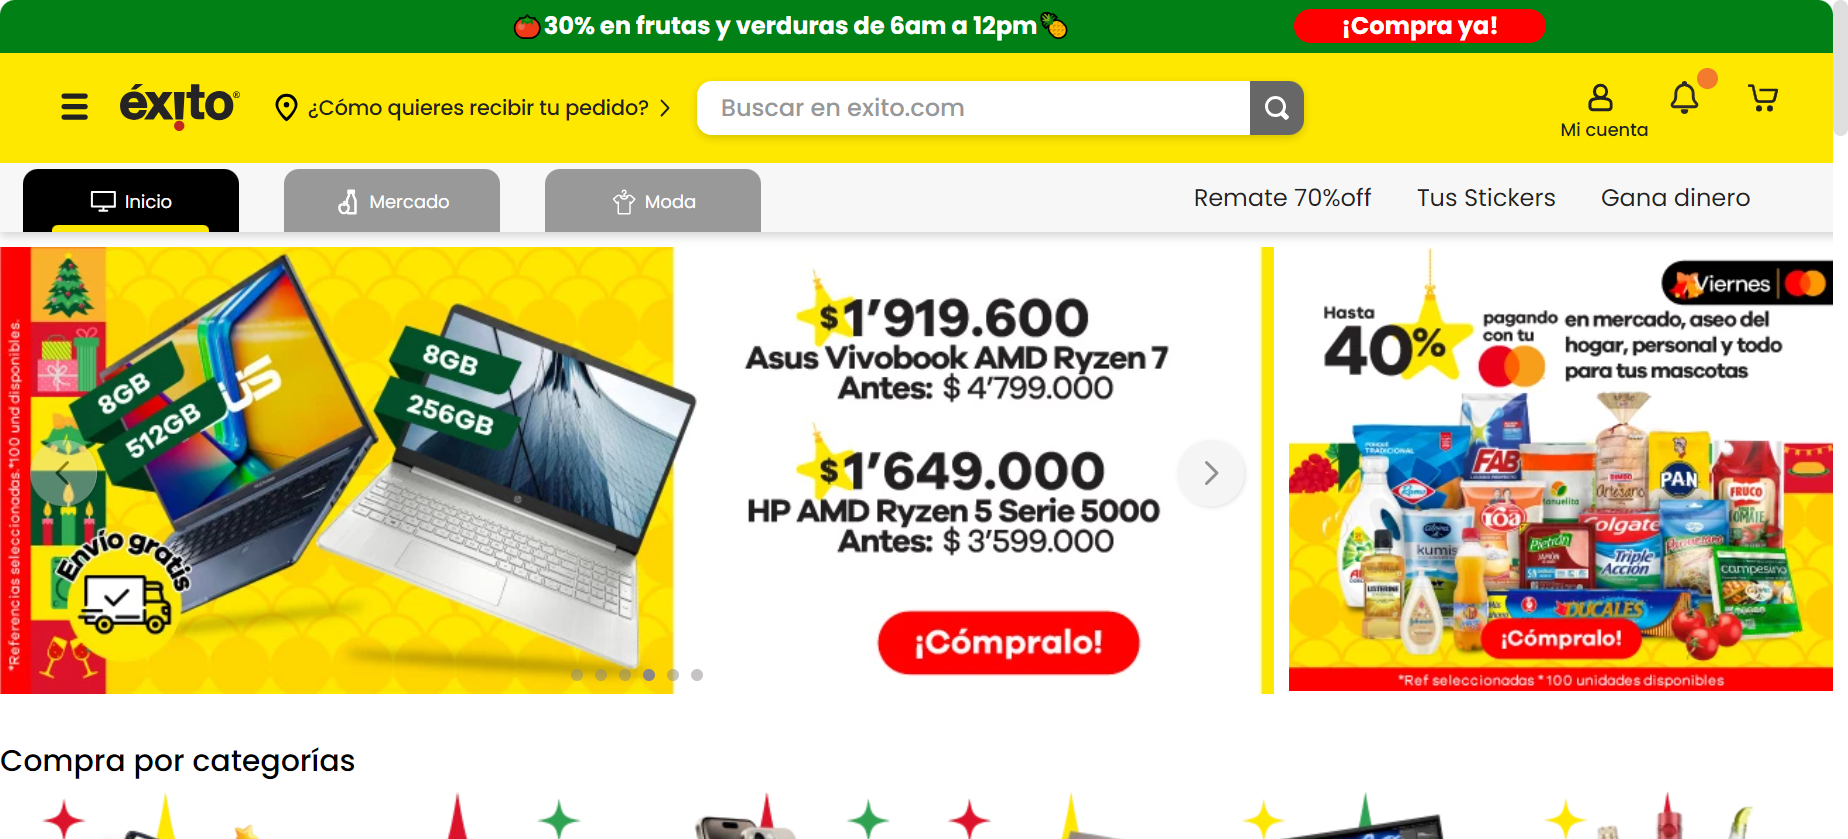 30% en frutas y verduras de 6am a 12pm
¡Compra ya!
éxito
¿Cómo quieres recibir tu pedido?
Buscar en exito.com
Mi cuenta
Inicio
Mercado
Moda
Remate 70%off
Tus Stickers
Gana dinero
*Referencias seleccionadas.*100 und disponibles.
8GB
512GB
US
8GB
256GB
Envío gratis
$1'919.600
Asus Vivobook AMD Ryzen 7
Antes: $ 4'799.000
$1'649.000
HP AMD Ryzen 5 Serie 5000
Antes: $ 3'599.000
¡Cómpralo!
Viernes
Hasta
40%
pagando
con tu
en mercado, aseo del
hogar, personal y todo
para tus mascotas
FAB
PAN
Artesano
FRUCO
kumis
Colgate
Triple
Acción
Pietrán
campesino
LISTERINE
DUCALES
¡Cómpralo!
*Ref seleccionadas *100 unidades disponibles
Compra por categorías